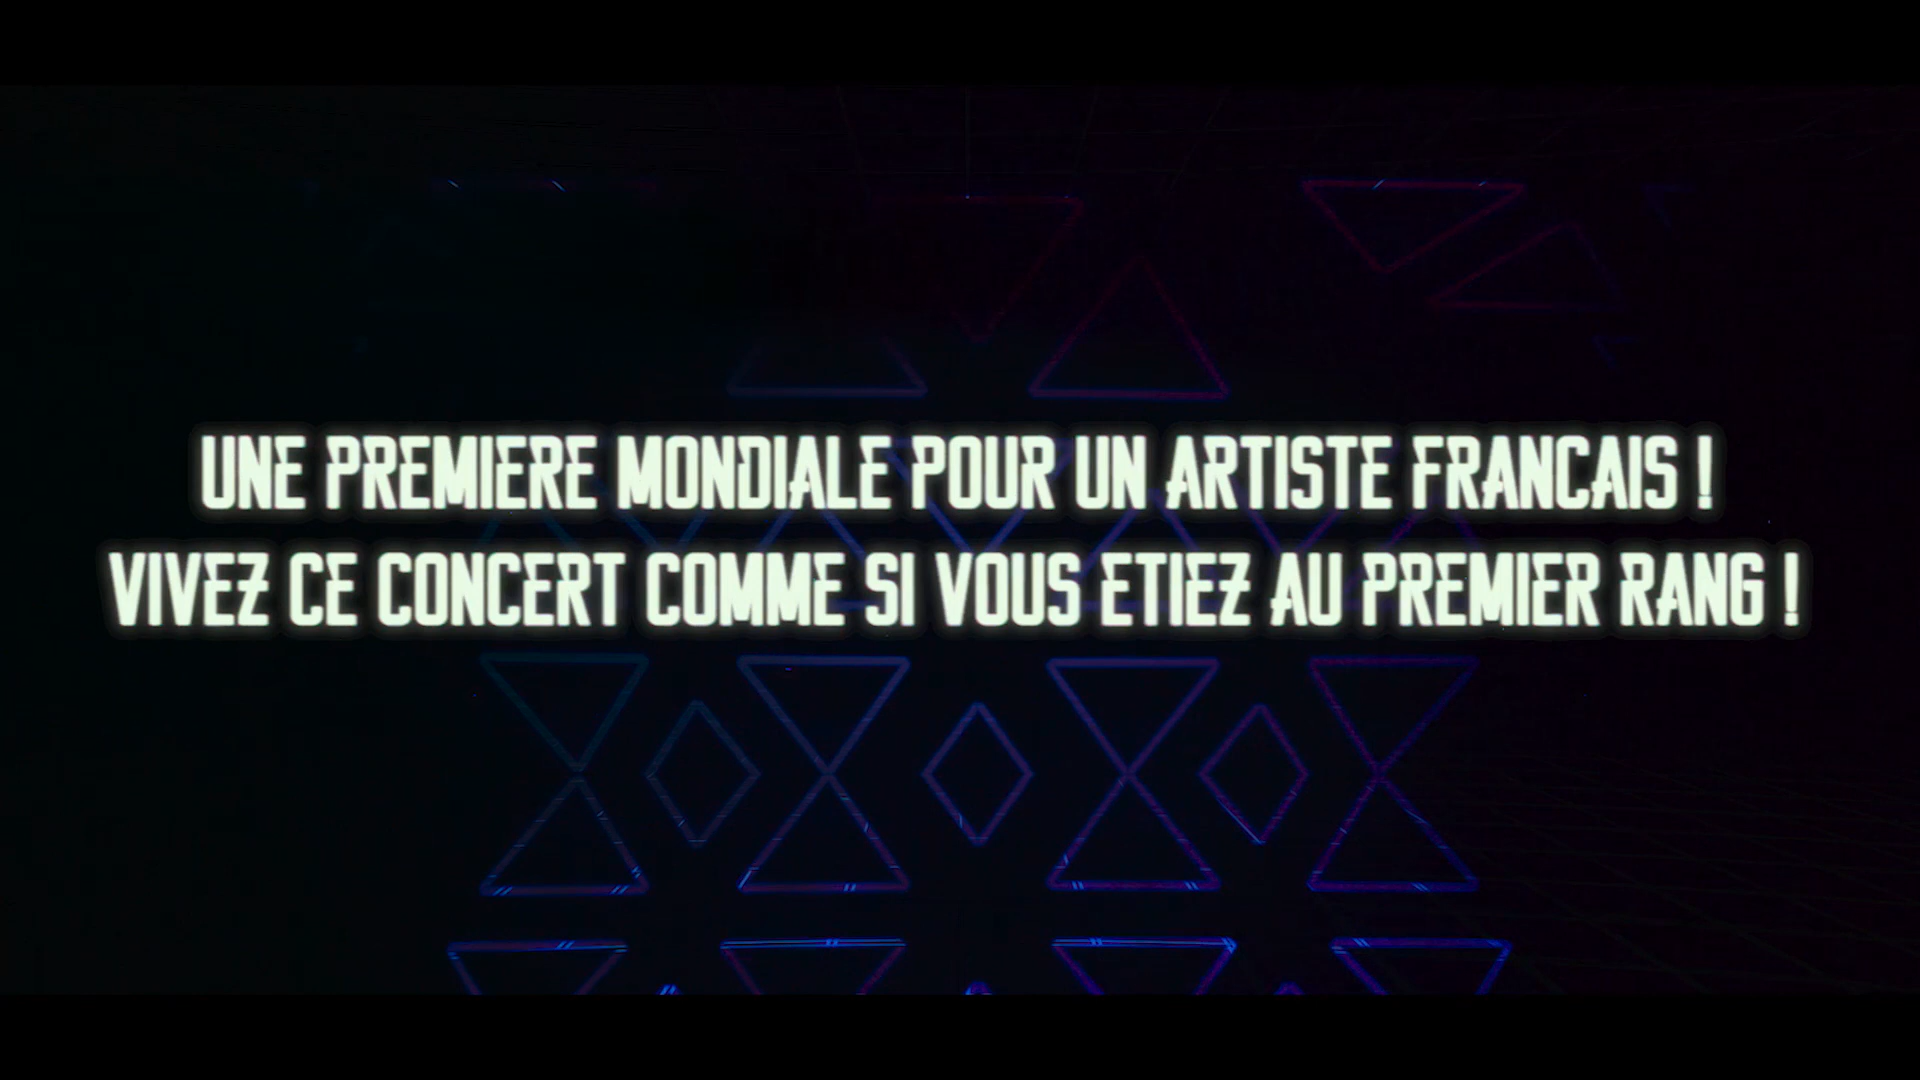 UNE PREMIERE MONDIALE POUR UN ARTISTE FRANCAIS !
VIVEZ CE CONCERT COMME SI VOUS ETIEZ AU PREMIER RANG !